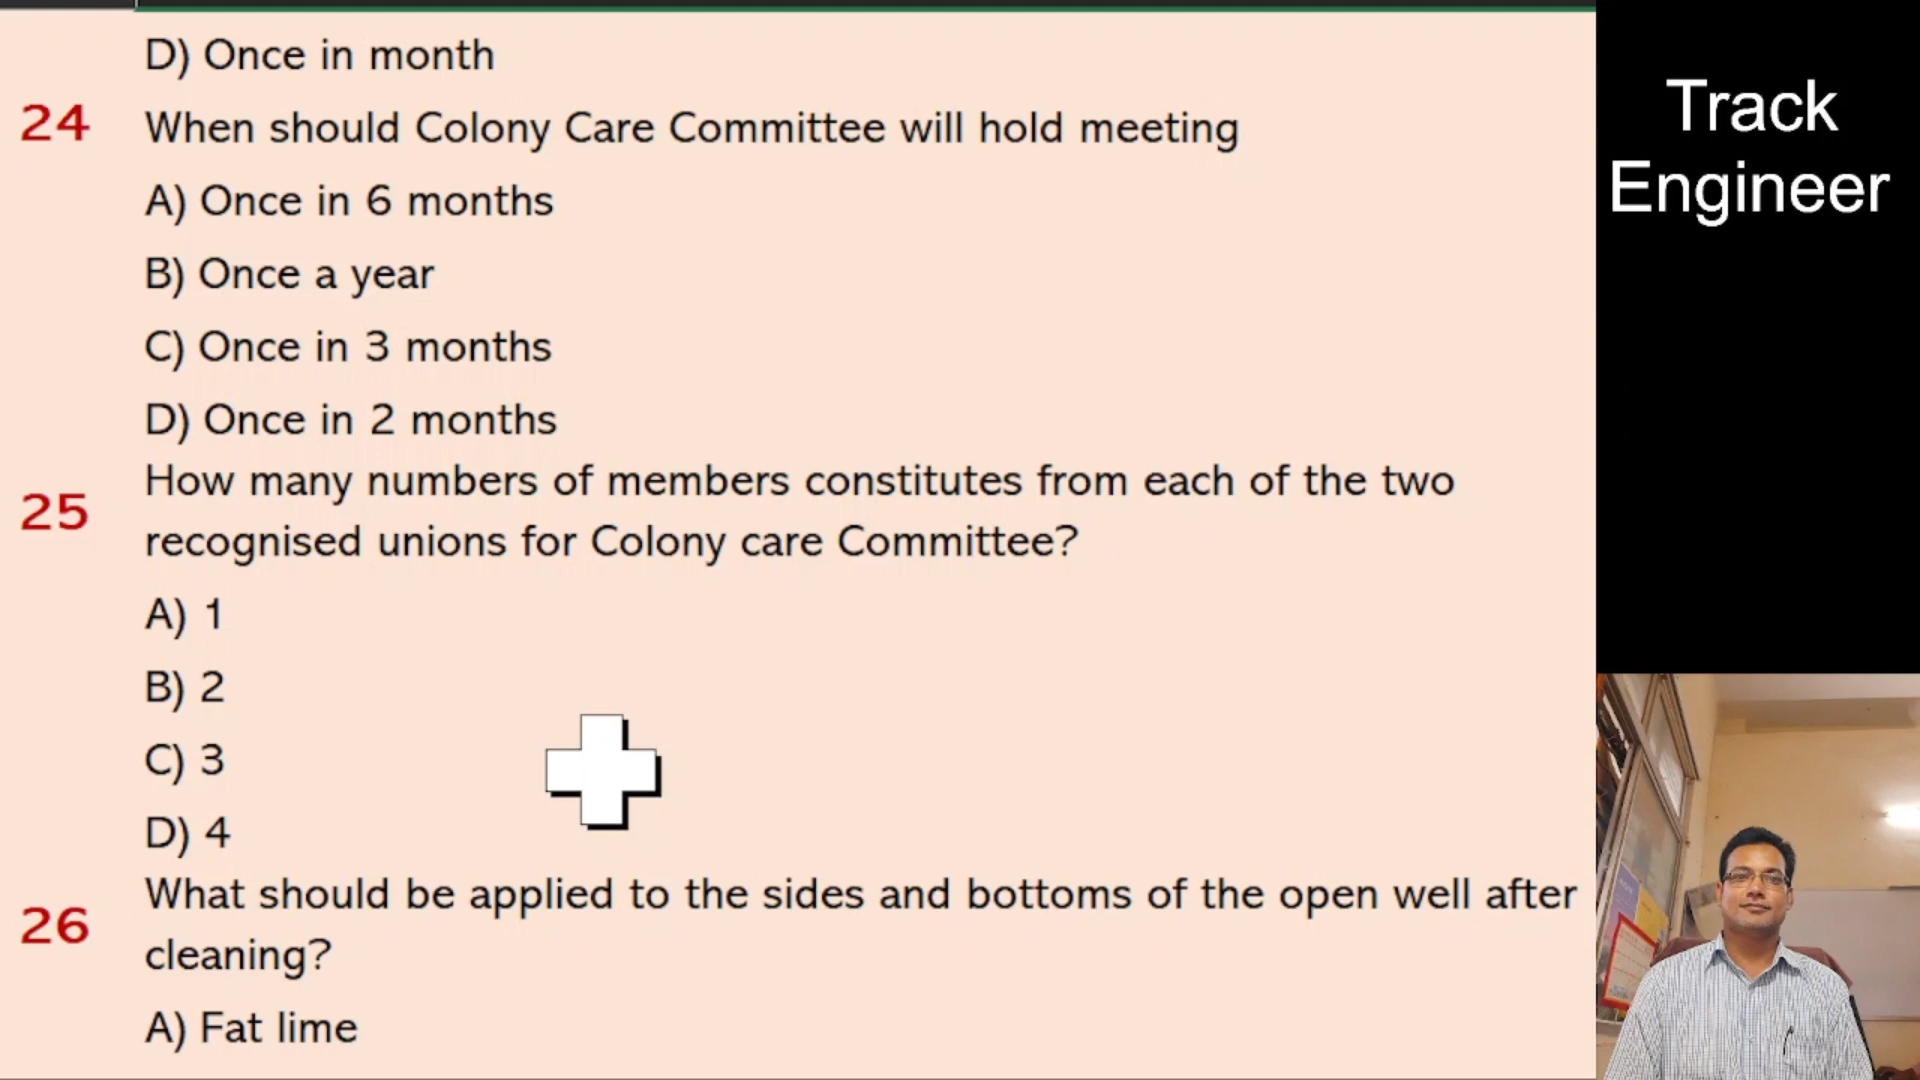 D) Once in month
24
When should Colony Care Committee will hold meeting
A) Once in 6 months
B) Once a year
C) Once in 3 months
D) Once in 2 months
25
How many numbers of members constitutes from each of the two
recognised unions for Colony care Committee?
A) 1
B) 2
C) 3
D) 4
26
What should be applied to the sides and bottoms of the open well after
cleaning?
A) Fat lime
Track
Engineer